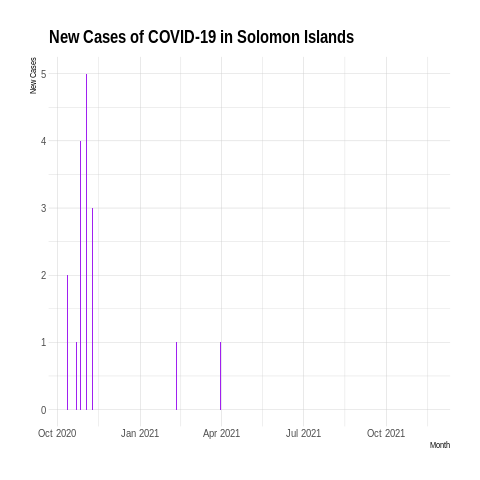 New Cases of COVID-19 in Solomon Islands
New Cases
5
4
3
2
1
0
Oct 2020 Jan 2021 Apr 2021 Jul 2021 Oct 2021
Month